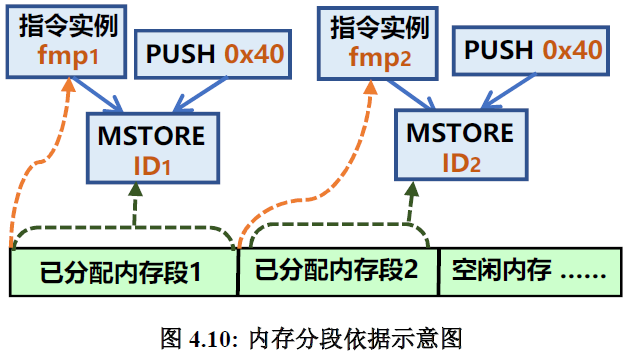 指令实例
fmp1
PUSH 0x40
指令实例
fmp2
PUSH 0x40
MSTORE
ID1
MSTORE
ID2
已分配内存段1
已分配内存段2
空闲内存 ......
图 4.10: 内存分段依据示意图